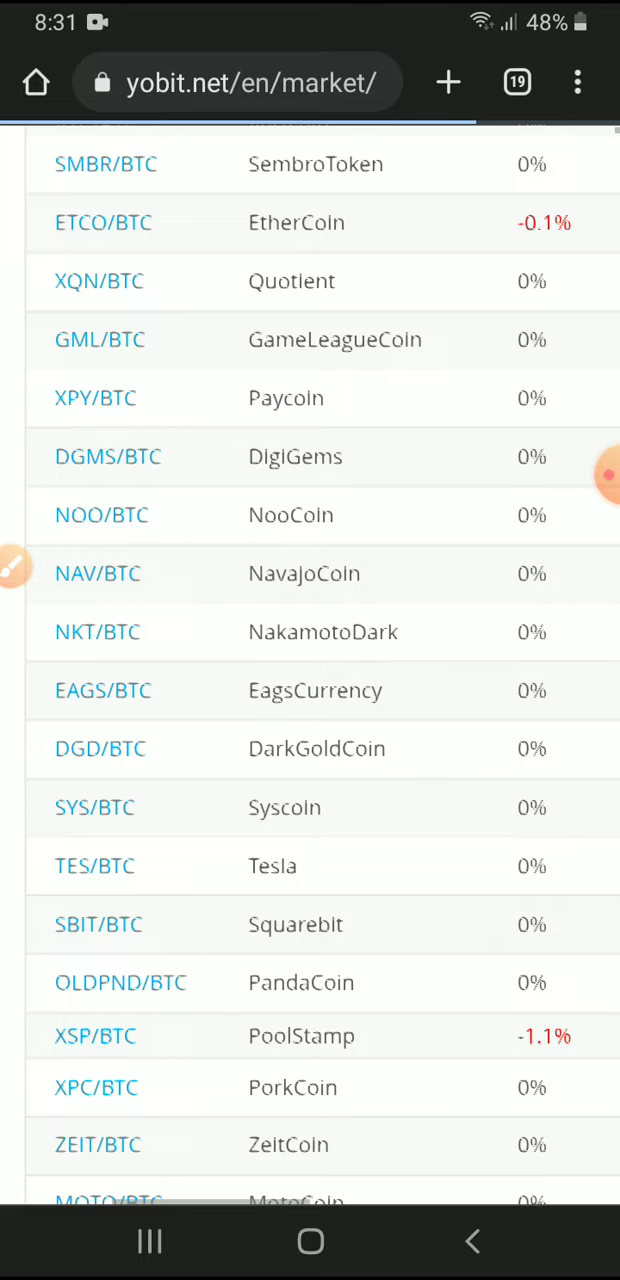 8:31 48%
yobit.net/en/market/ 19
SMBR/BTC SembroToken 0%
ETCO/BTC EtherCoin -0.1%
XQN/BTC Quotient 0%
GML/BTC GameLeagueCoin 0%
XPY/BTC Paycoin 0%
DGMS/BTC DigiGems 0%
NOO/BTC NooCoin 0%
NAV/BTC NavajoCoin 0%
NKT/BTC NakamotoDark 0%
EAGS/BTC EagsCurrency 0%
DGD/BTC DarkGoldCoin 0%
SYS/BTC Syscoin 0%
TES/BTC Tesla 0%
SBIT/BTC Squarebit 0%
OLDPND/BTC PandaCoin 0%
XSP/BTC PoolStamp -1.1%
XPC/BTC PorkCoin 0%
ZEIT/BTC ZeitCoin 0%
MOTO/BTC MotoCoin 0%